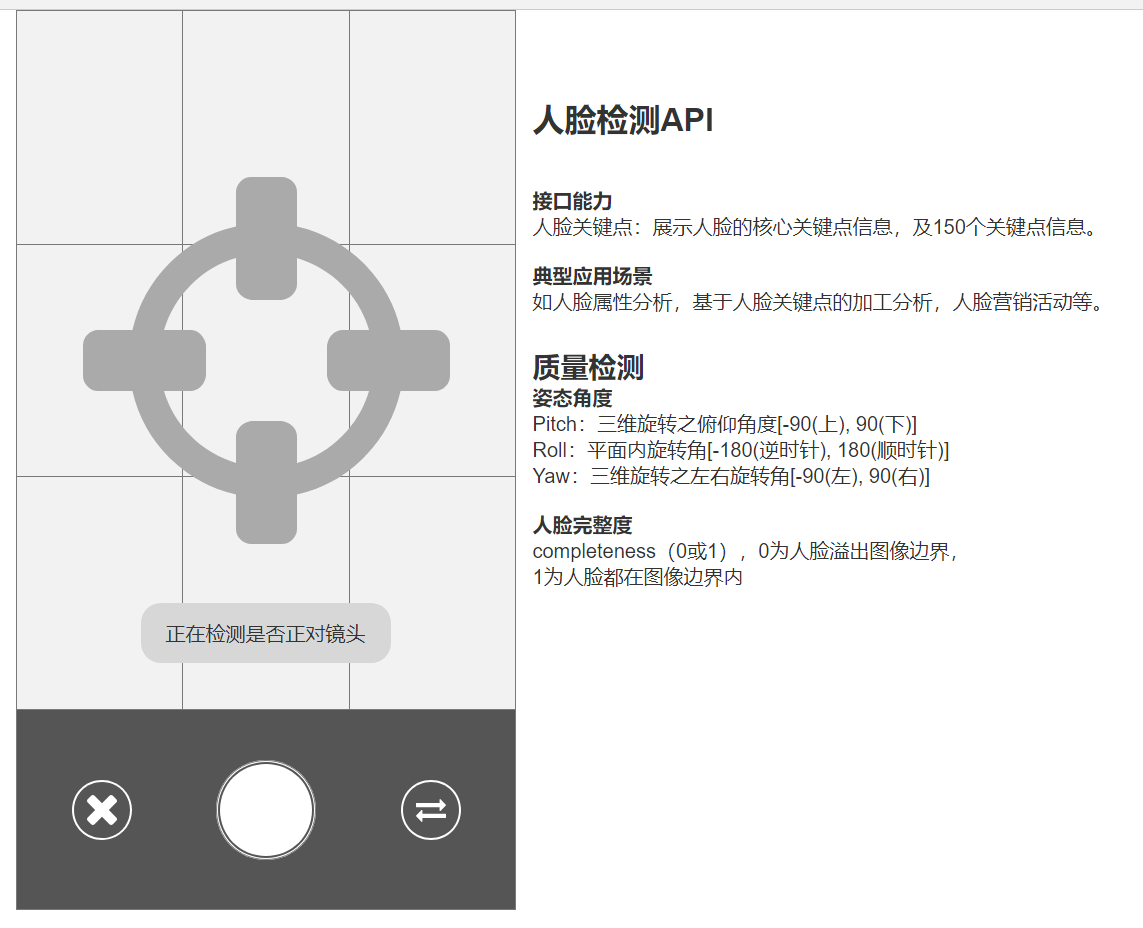 人脸检测API
接口能力
人脸关键点：展示人脸的核心关键点信息，及150个关键点信息。
典型应用场景
如人脸属性分析，基于人脸关键点的加工分析，人脸营销活动等。
质量检测
姿态角度
Pitch：三维旋转之俯仰角度[-90(上), 90(下)]
Roll：平面内旋转角[-180(逆时针), 180(顺时针)]
Yaw：三维旋转之左右旋转角[-90(左), 90(右)]
人脸完整度
completeness（0或1），0为人脸溢出图像边界，
1为人脸都在图像边界内
正在检测是否正对镜头